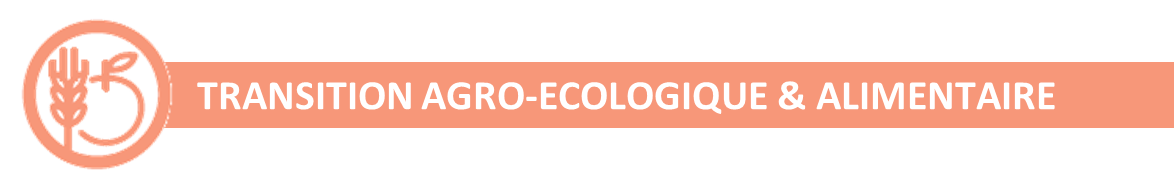 TRANSITION AGRO-ECOLOGIQUE & ALIMENTAIRE